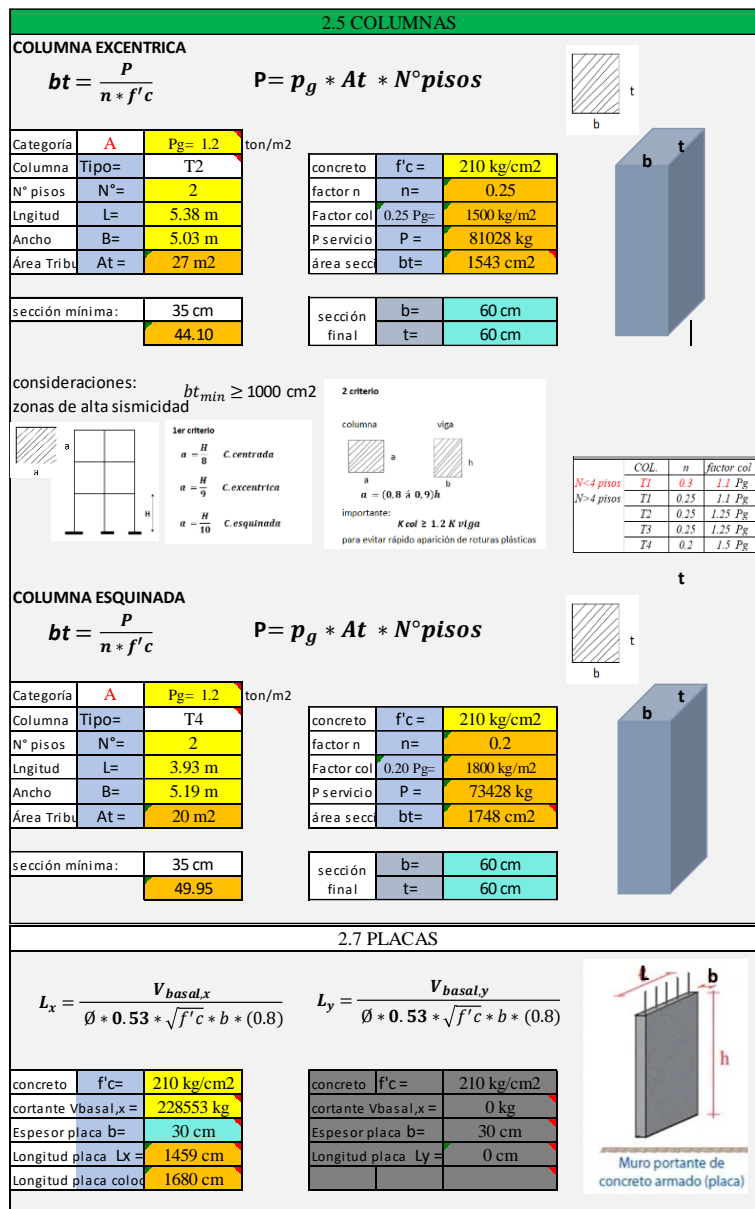 2.5 COLUMNAS
COLUMNA EXCENTRICA
bt = P / (n * f'c)    P = p_g * At * N°pisos
t
b
b t
Categoría A Pg= 1.2 ton/m2
Columna Tipo= T2
N° pisos N°= 2
Lngitud L= 5.38 m
Ancho B= 5.03 m
Área Tribu At = 27 m2
concreto f'c = 210 kg/cm2
factor n n= 0.25
Factor col 0.25 Pg= 1500 kg/m2
P servicio P = 81028 kg
área secci bt= 1543 cm2
sección mínima: 35 cm
44.10
sección final
b= 60 cm
t= 60 cm
consideraciones: bt_min ≥ 1000 cm2
zonas de alta sismicidad
a
a
H
1er criterio
a = H/8 C.centrada
a = H/9 C.excentrica
a = H/10 C.esquinada
2 criterio
columna viga
a h
a b
a = (0,8 á 0,9)h
importante:
K col ≥ 1.2 K viga
para evitar rápido aparición de roturas plásticas
COL. n factor col
N<4 pisos T1 0.3 1.1 Pg
N>4 pisos T1 0.25 1.1 Pg
T2 0.25 1.25 Pg
T3 0.25 1.25 Pg
T4 0.2 1.5 Pg
t
COLUMNA ESQUINADA
bt = P / (n * f'c)    P = p_g * At * N°pisos
t
b
b t
Categoría A Pg= 1.2 ton/m2
Columna Tipo= T4
N° pisos N°= 2
Lngitud L= 3.93 m
Ancho B= 5.19 m
Área Tribu At = 20 m2
concreto f'c = 210 kg/cm2
factor n n= 0.2
Factor col 0.20 Pg= 1800 kg/m2
P servicio P = 73428 kg
área secci bt= 1748 cm2
sección mínima: 35 cm
49.95
sección final
b= 60 cm
t= 60 cm
2.7 PLACAS
L_x = V_basal,x / (Ø * 0.53 * √f'c * b * (0.8))    L_y = V_basal,y / (Ø * 0.53 * √f'c * b * (0.8))
L b
h
Muro portante de
concreto armado (placa)
concreto f'c= 210 kg/cm2
cortante Vbasal,x = 228553 kg
Espesor placa b= 30 cm
Longitud placa Lx = 1459 cm
Longitud placa coloc 1680 cm
concreto f'c = 210 kg/cm2
cortante Vbasal,x = 0 kg
Espesor placa b= 30 cm
Longitud placa Ly = 0 cm